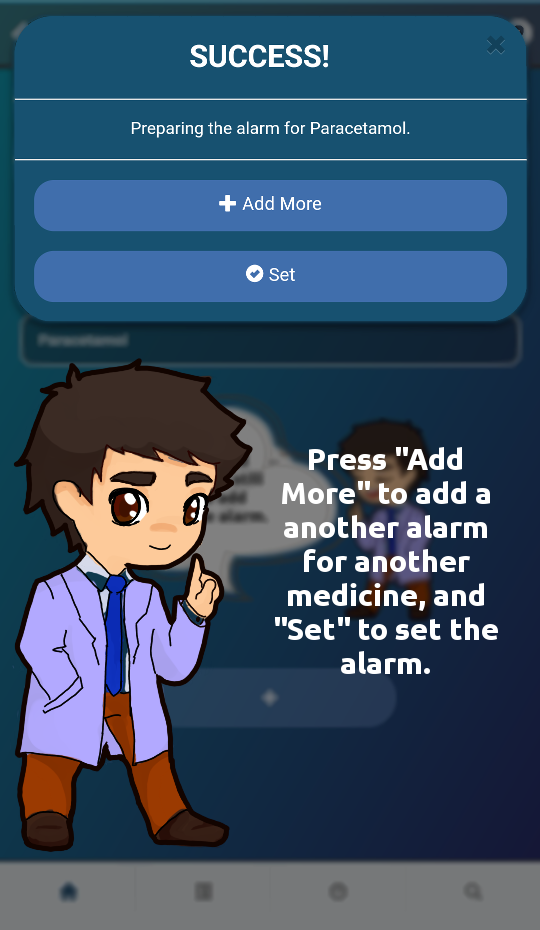 SUCCESS!
Preparing the alarm for Paracetamol.
Add More
Set
Paracetamol
Press "Add
More" to add a
another alarm
for another
medicine, and
"Set" to set the
alarm.